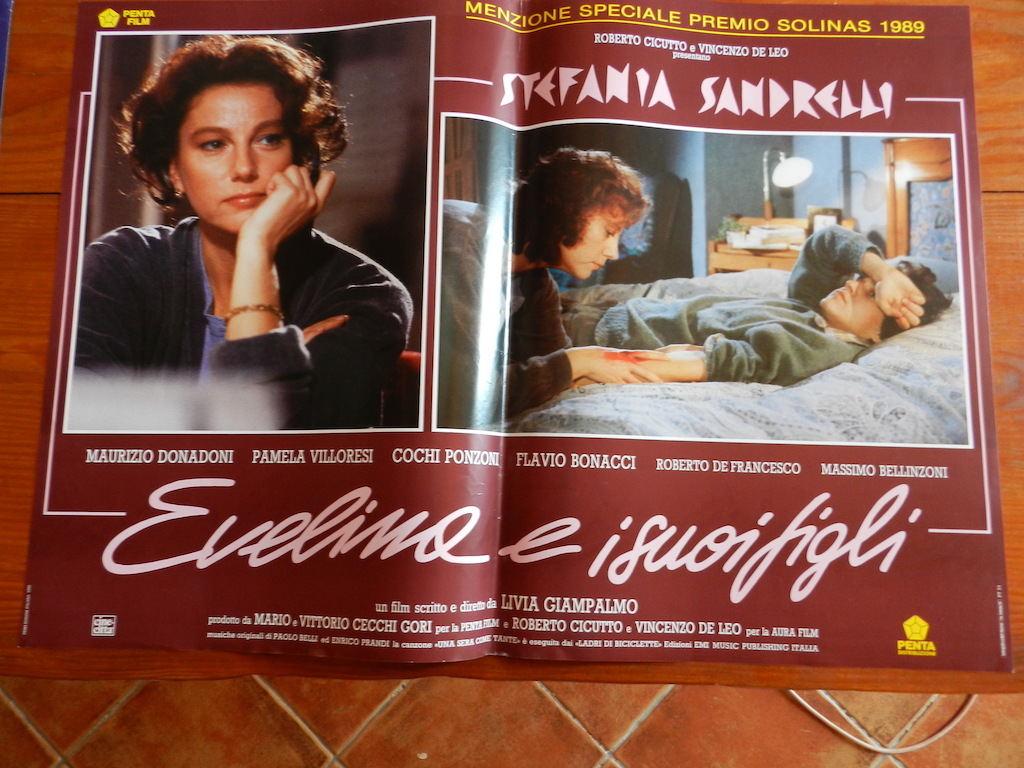 PENTA
FILM
MENZIONE SPECIALE PREMIO SOLINAS 1989
ROBERTO CICUTTO e VINCENZO DE LEO
presentano
STEFANIA SANDRELLI
MAURIZIO DONADONI PAMELA VILLORESI COCHI PONZONI FLAVIO BONACCI ROBERTO DE FRANCESCO MASSIMO BELLINZONI
Evelina e i suoi figli
un film scritto e diretto da LIVIA GIAMPALMO
prodotto da MARIO e VITTORIO CECCHI GORI per la PENTA FILM e ROBERTO CICUTTO e VINCENZO DE LEO per la AURA FILM
musiche originali di PAOLO BELLI ed ENRICO PRANDI la canzone «UNA SERA COME TANTE» è eseguita dai «LADRI DI BICICLETTE» Edizioni EMI MUSIC PUBLISHING ITALIA
cine-
città
PENTA
DISTRIBUZIONE